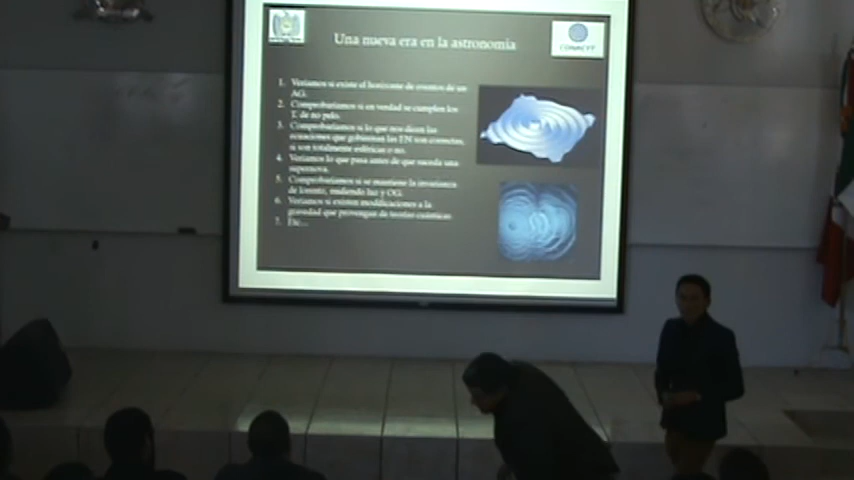 Una nueva era en la astronomía
CONACYT
1. Veríamos si existe el horizonte de eventos de un
AG.
2. Comprobaríamos si en verdad se cumplen los
T. de no pelo.
3. Comprobaríamos si lo que nos dicen las
ecuaciones que gobiernan las EN son correctas,
si son totalmente esféricas o no.
4. Veríamos lo que pasa antes de que suceda una
supernova.
5. Comprobaríamos si se mantiene la invarianza
de lorentz, midiendo luz y OG.
6. Veríamos si existen modificaciones a la
gravedad que provengan de teorías cuánticas
7. Etc...